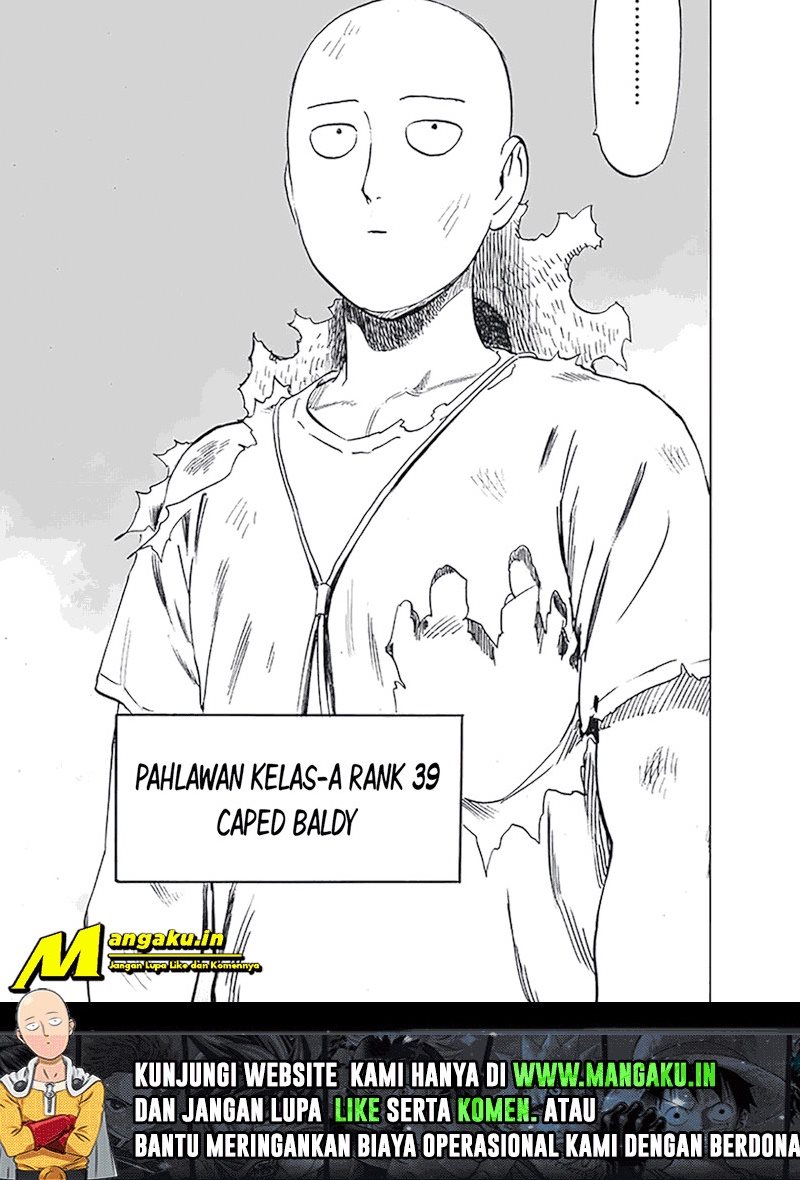 ..........
PAHLAWAN KELAS-A RANK 39
CAPED BALDY
Mangaku.in
Jangan Lupa Like dan Komennya
KUNJUNGI WEBSITE KAMI HANYA DI WWW.MANGAKU.IN
DAN JANGAN LUPA LIKE SERTA KOMEN. ATAU
BANTU MERINGANKAN BIAYA OPERASIONAL KAMI DENGAN BERDONA